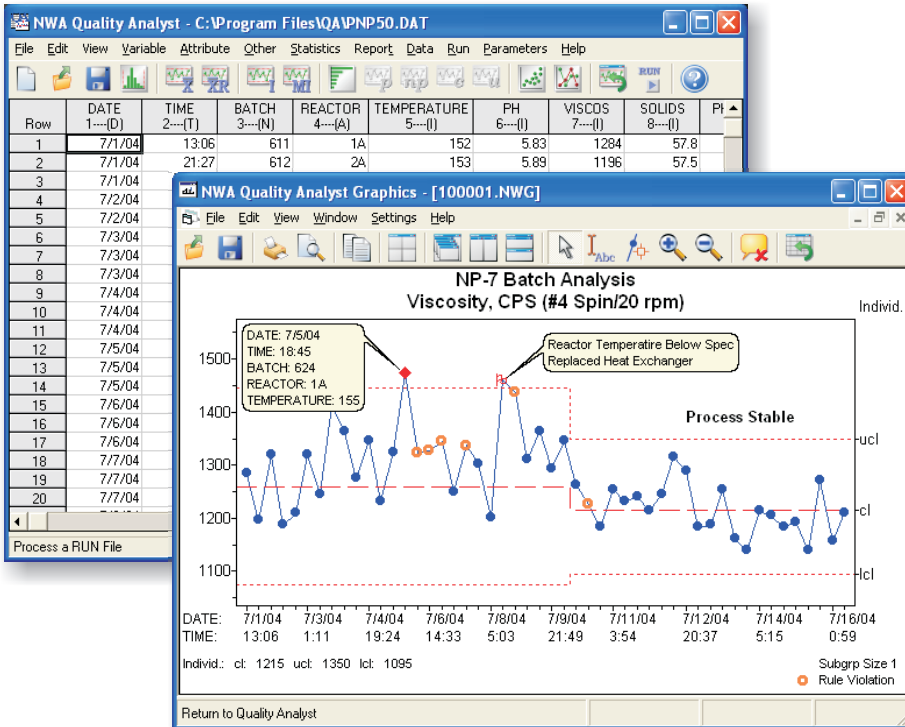 NWA Quality Analyst - C:\Program Files\QA\PNP50.DAT
File Edit View Variable Attribute Other Statistics Report Data Run Parameters Help
X XR I MI p np c u RUN ?
DATE TIME BATCH REACTOR TEMPERATURE PH VISCOS SOLIDS
Row 1----(D) 2----(T) 3----(N) 4----(A) 5----(I) 6----(I) 7----(I) 8----(I)
1 7/1/04 13:06 611 1A 152 5.83 1284 57.8
2 7/1/04 21:27 612 2A 153 5.89 1196 57.5
3 7/1/04
4 7/2/04
5 7/2/04
6 7/3/04
7 7/3/04
8 7/3/04
9 7/4/04
10 7/4/04
11 7/4/04
12 7/5/04
13 7/5/04
14 7/5/04
15 7/6/04
16 7/6/04
17 7/6/04
18 7/7/04
19 7/7/04
20 7/7/04
Process a RUN File
NWA Quality Analyst Graphics - [100001.NWG]
File Edit View Window Settings Help
Abc
NP-7 Batch Analysis
Viscosity, CPS (#4 Spin/20 rpm)
Individ.
DATE: 7/5/04
TIME: 18:45
BATCH: 624
REACTOR: 1A
TEMPERATURE: 155
Reactor Temperatire Below Spec
Replaced Heat Exchanger
Process Stable
1500
1400
1300
1200
1100
ucl
cl
lcl
DATE: 7/1/04 7/3/04 7/4/04 7/6/04 7/8/04 7/9/04 7/11/04 7/12/04 7/14/04 7/16/04
TIME: 13:06 1:11 19:24 14:33 5:03 21:49 3:54 20:37 5:15 0:59
Individ.: cl: 1215 ucl: 1350 lcl: 1095
Subgrp Size 1
Rule Violation
Return to Quality Analyst